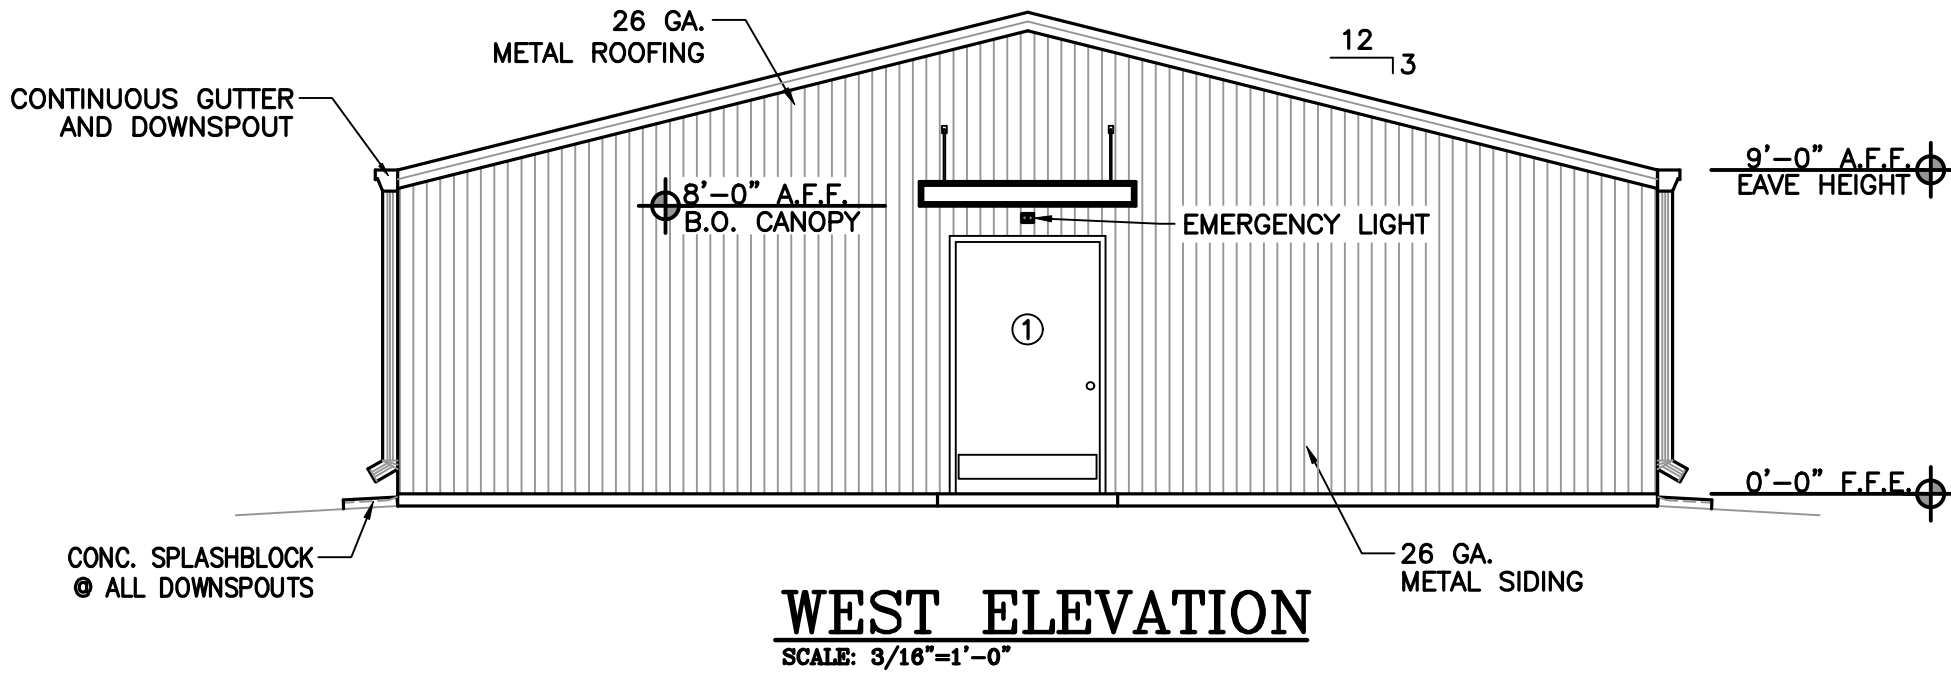 26 GA.
METAL ROOFING
12
3
CONTINUOUS GUTTER
AND DOWNSPOUT
9'-0" A.F.F.
EAVE HEIGHT
8'-0" A.F.F.
B.O. CANOPY
EMERGENCY LIGHT
1
0'-0" F.F.E.
CONC. SPLASHBLOCK
@ ALL DOWNSPOUTS
26 GA.
METAL SIDING
WEST ELEVATION
SCALE: 3/16"=1'-0"